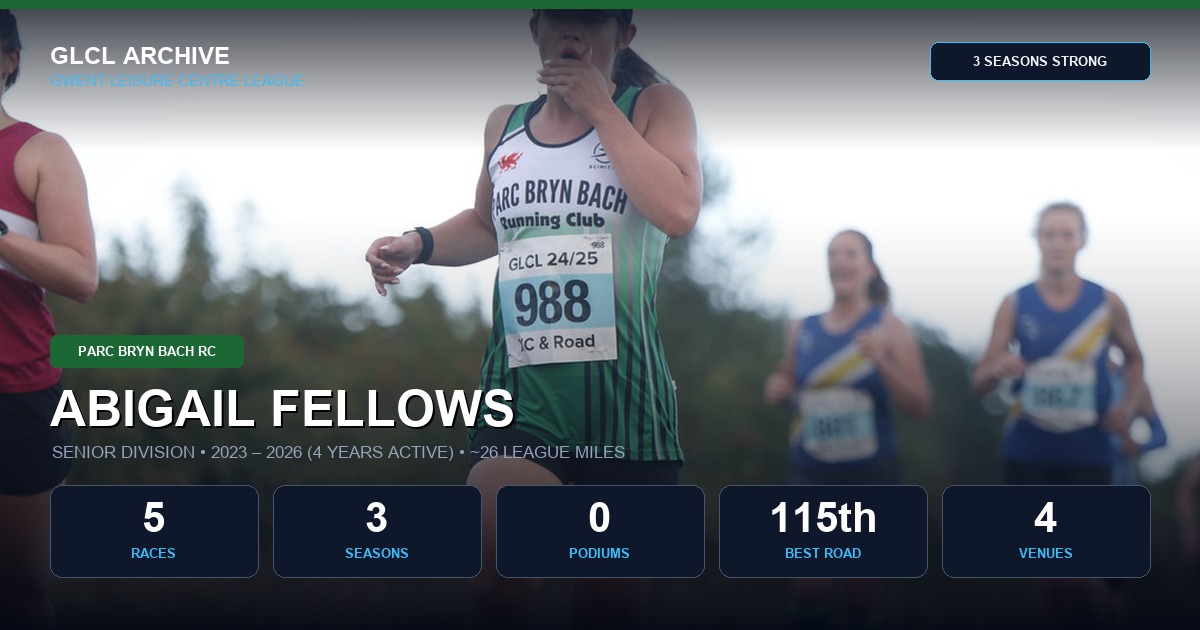 GLCL ARCHIVE
GWENT LEISURE CENTRE LEAGUE
3 SEASONS STRONG
PARC BRYN BACH
Running Club
988
GLCL 24/25
988
XC & Road
PARC BRYN BACH RC
ABIGAIL FELLOWS
SENIOR DIVISION • 2023 – 2026 (4 YEARS ACTIVE) • ~26 LEAGUE MILES
5
RACES
3
SEASONS
0
PODIUMS
115th
BEST ROAD
4
VENUES